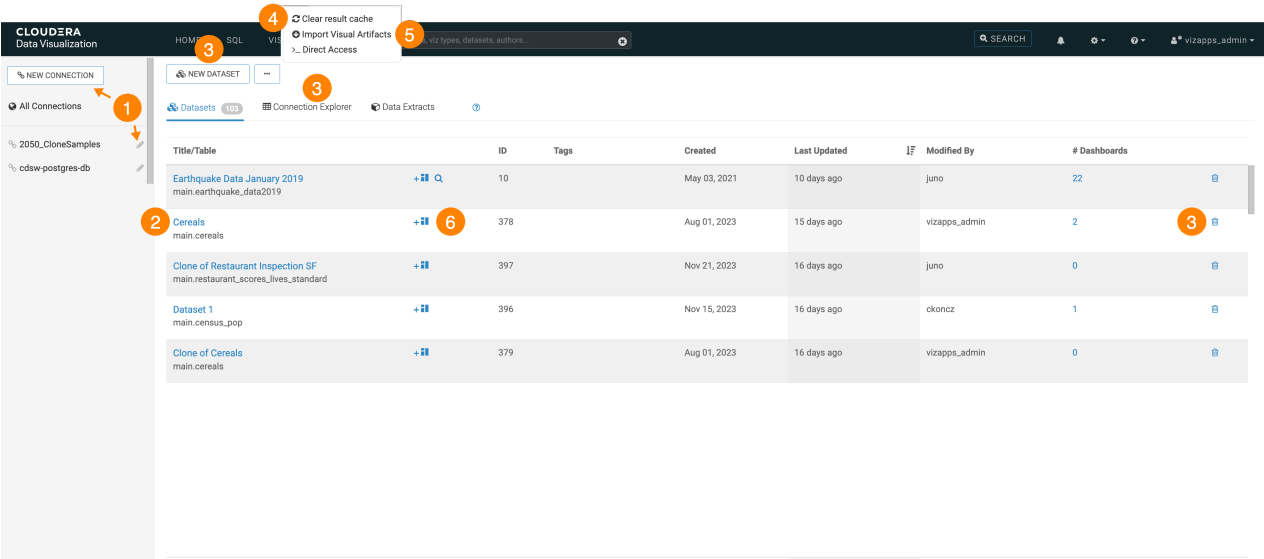 4 Clear result cache
Import Visual Artifacts 5
>_ Direct Access
CLOUDERA
Data Visualization
HOME SQL VIS , viz types, datasets, authors... SEARCH vizapps_admin
3
NEW CONNECTION
NEW DATASET ...
3
All Connections
1
Datasets 103 Connection Explorer Data Extracts
2050_CloneSamples
cdsw-postgres-db
Title/Table ID Tags Created Last Updated Modified By # Dashboards
Earthquake Data January 2019 10 May 03, 2021 10 days ago juno 22
main.earthquake_data2019
2 Cereals 6 378 Aug 01, 2023 15 days ago vizapps_admin 2 3
main.cereals
Clone of Restaurant Inspection SF 397 Nov 21, 2023 16 days ago juno 0
main.restaurant_scores_lives_standard
Dataset 1 396 Nov 15, 2023 16 days ago ckoncz 1
main.census_pop
Clone of Cereals 379 Aug 01, 2023 16 days ago vizapps_admin 0
main.cereals